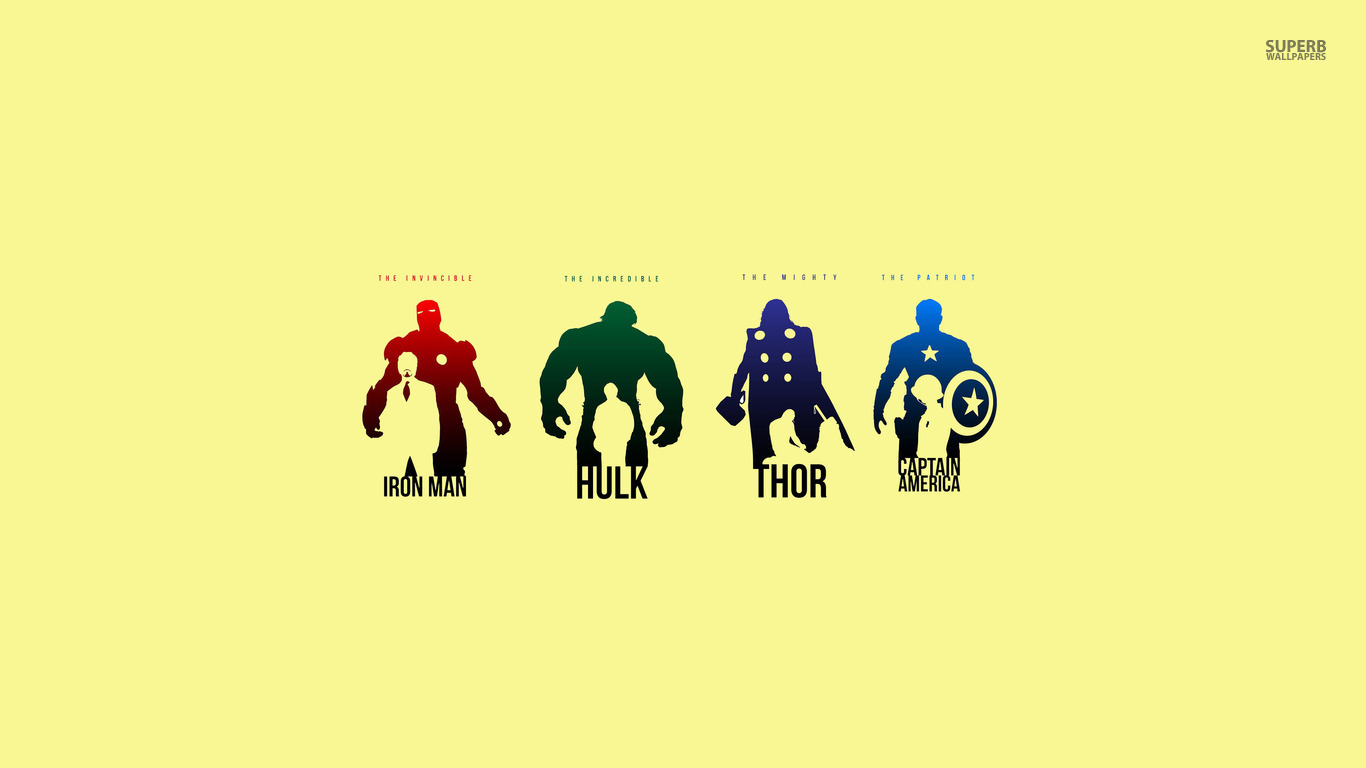 SUPERB
WALLPAPERS
THE INVINCIBLE
IRON MAN
THE INCREDIBLE
HULK
THE MIGHTY
THOR
THE PATRIOT
CAPTAIN
AMERICA